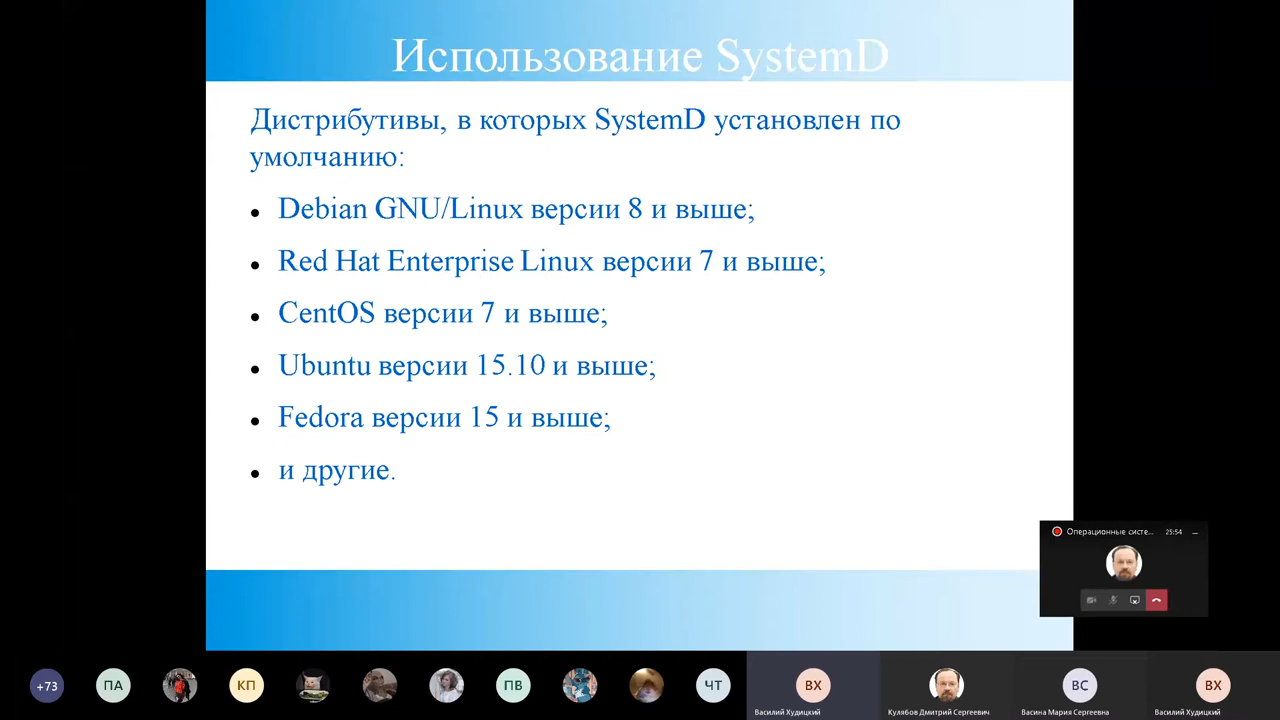 Использование SystemD
Дистрибутивы, в которых SystemD установлен по
умолчанию:
Debian GNU/Linux версии 8 и выше;
Red Hat Enterprise Linux версии 7 и выше;
CentOS версии 7 и выше;
Ubuntu версии 15.10 и выше;
Fedora версии 15 и выше;
и другие.
Операционные систе... 25:54
+73 ПА КП ПВ ЧТ ВХ ВС ВХ
Василий Худицкий Кулябов Дмитрий Сергеевич Васина Мария Сергеевна Василий Худицкий